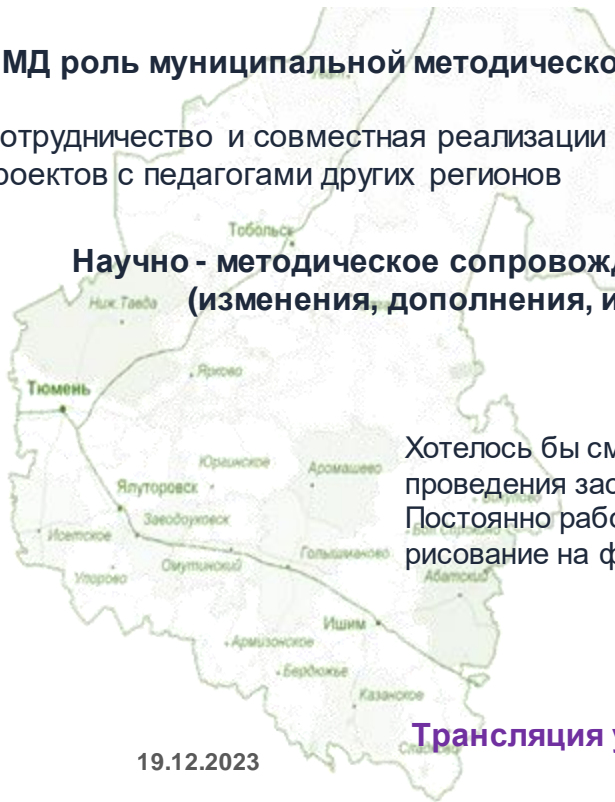 МД роль муниципальной методическо
отрудничество и совместная реализации
роектов с педагогами других регионов
Тобольск
Научно - методическое сопровож
(изменения, дополнения, и
Ниж.Тавда
Ярково
Тюмень
Хотелось бы см
Юргинское
Аромашево
проведения зас
Ялуторовск
Заводоуковск
Постоянно рабо
Исетское
Голышманово
рисование на ф
Омутинский
Упорово
Абатский
Ишим
Армизонское
Бердюжье
Казанское
Трансляция у
19.12.2023